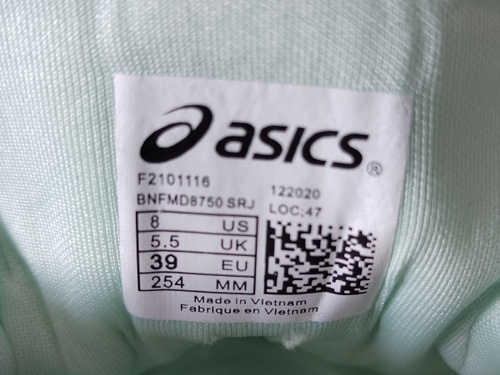 asics®
F2101116
BNFMD8750 SRJ
122020
LOC:47
8 US
5.5 UK
39 EU
254 MM
Made in Vietnam
Fabrique en Vietnam